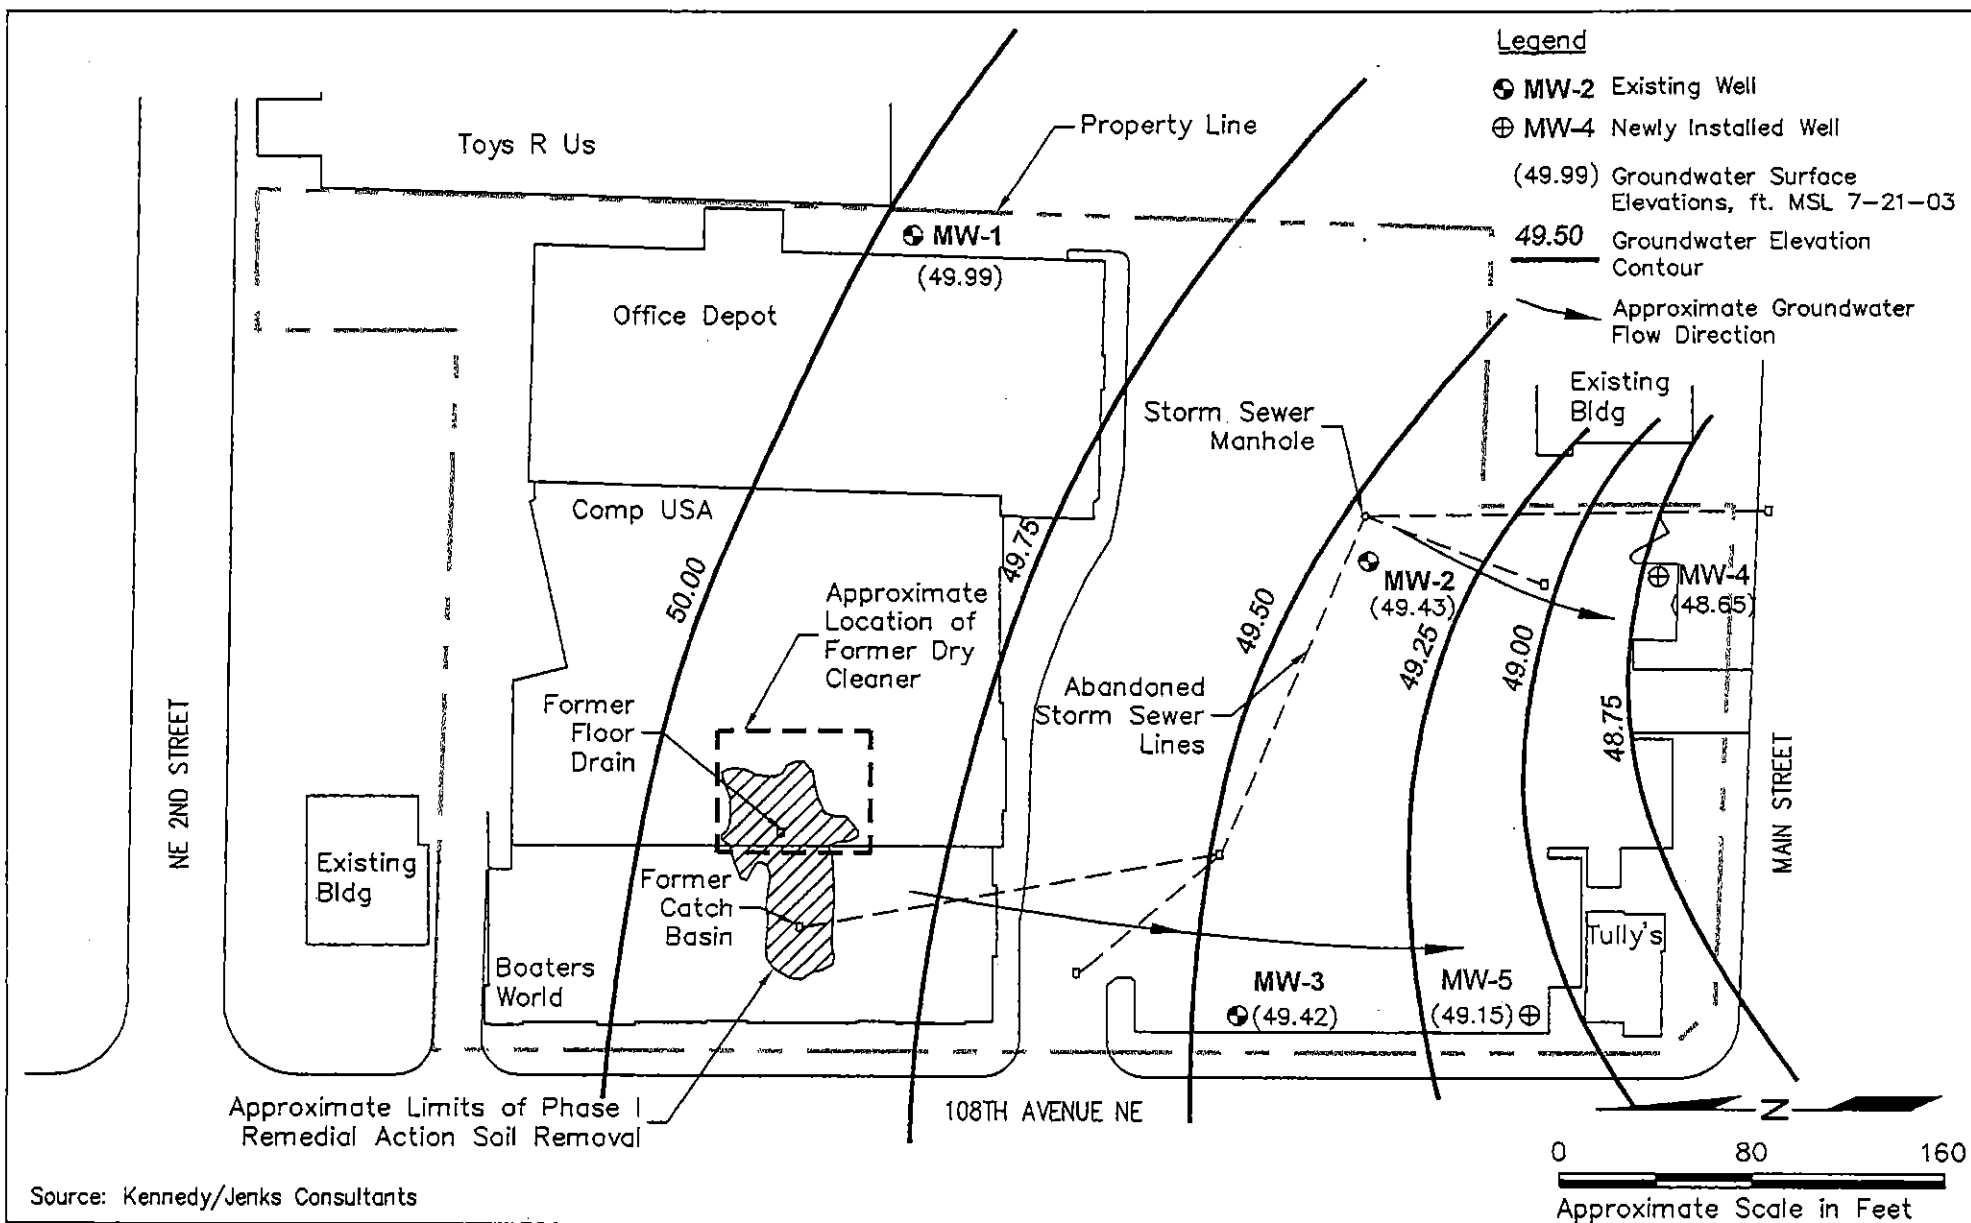 Legend
MW-2 Existing Well
MW-4 Newly Installed Well
(49.99) Groundwater Surface
Elevations, ft. MSL 7-21-03
49.50 Groundwater Elevation
Contour
Approximate Groundwater
Flow Direction
Toys R Us
Property Line
MW-1
(49.99)
Office Depot
Existing
Bldg
Storm Sewer
Manhole
Comp USA
50.00
49.75
49.50
49.25
49.00
48.75
MW-2
(49.43)
MW-4
(48.65)
Approximate
Location of
Former Dry
Cleaner
Former
Floor
Drain
Abandoned
Storm Sewer
Lines
NE 2ND STREET
MAIN STREET
Existing
Bldg
Former
Catch
Basin
Boaters
World
Tully's
MW-3
(49.42)
MW-5
(49.15)
Approximate Limits of Phase I
Remedial Action Soil Removal
108TH AVENUE NE
N
0 80 160
Approximate Scale in Feet
Source: Kennedy/Jenks Consultants